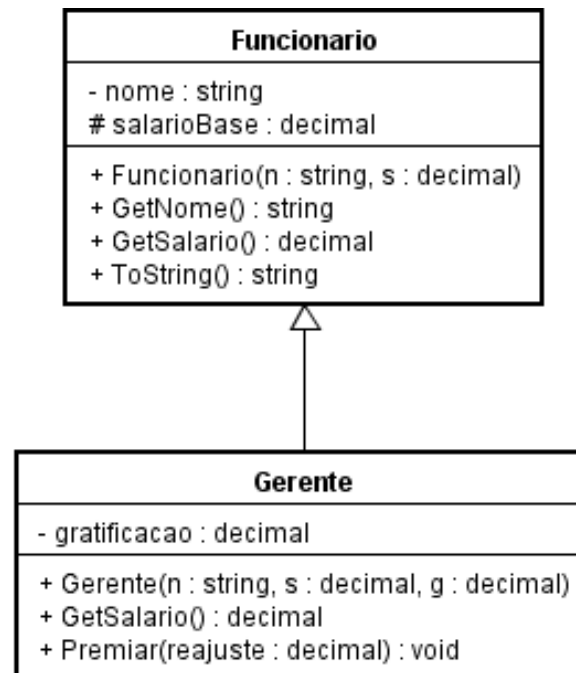 Funcionario
- nome : string
# salarioBase : decimal
+ Funcionario(n : string, s : decimal)
+ GetNome() : string
+ GetSalario() : decimal
+ ToString() : string
Gerente
- gratificacao : decimal
+ Gerente(n : string, s : decimal, g : decimal)
+ GetSalario() : decimal
+ Premiar(reajuste : decimal) : void